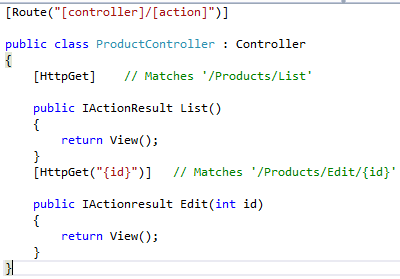 [Route("[controller]/[action]")]
public class ProductController : Controller
{
[HttpGet]    // Matches '/Products/List'
public IActionResult List()
{
return View();
}
[HttpGet("{id}")]   // Matches '/Products/Edit/{id}'
public IActionresult Edit(int id)
{
return View();
}
}